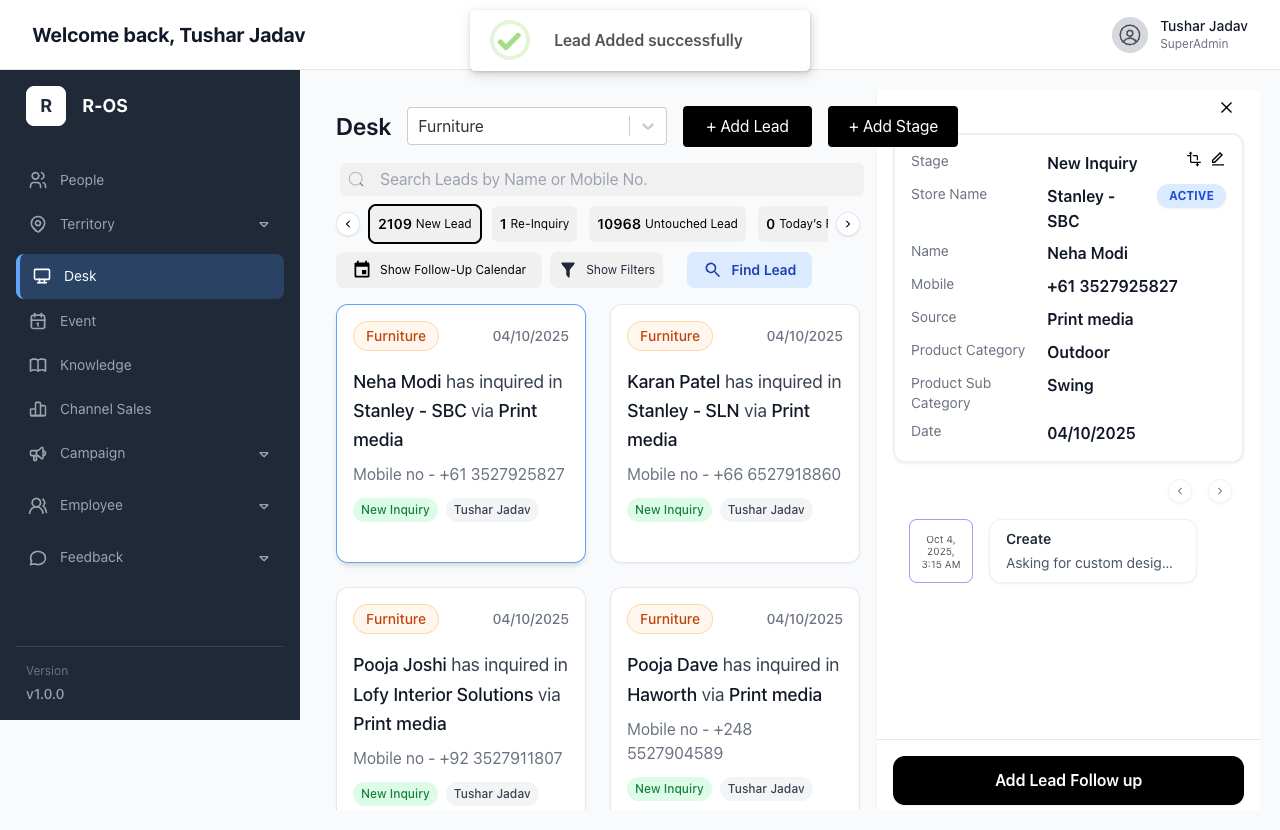 Welcome back, Tushar Jadav
Lead Added successfully
Tushar Jadav
SuperAdmin
R
R-OS
People
Territory
Desk
Event
Knowledge
Channel Sales
Campaign
Employee
Feedback
Version
v1.0.0
Desk
Furniture
+ Add Lead
+ Add Stage
Search Leads by Name or Mobile No.
2109 New Lead
1 Re-Inquiry
10968 Untouched Lead
0 Today's
Show Follow-Up Calendar
Show Filters
Find Lead
Furniture
04/10/2025
Neha Modi has inquired in
Stanley - SBC via Print
media
Mobile no - +61 3527925827
New Inquiry
Tushar Jadav
Furniture
04/10/2025
Karan Patel has inquired in
Stanley - SLN via Print
media
Mobile no - +66 6527918860
New Inquiry
Tushar Jadav
Furniture
04/10/2025
Pooja Joshi has inquired in
Lofy Interior Solutions via
Print media
Mobile no - +92 3527911807
New Inquiry
Tushar Jadav
Furniture
04/10/2025
Pooja Dave has inquired in
Haworth via Print media
Mobile no - +248
5527904589
New Inquiry
Tushar Jadav
Stage
New Inquiry
Store Name
Stanley -
SBC
ACTIVE
Name
Neha Modi
Mobile
+61 3527925827
Source
Print media
Product Category
Outdoor
Product Sub
Category
Swing
Date
04/10/2025
Oct 4,
2025,
3:15 AM
Create
Asking for custom desig...
Add Lead Follow up